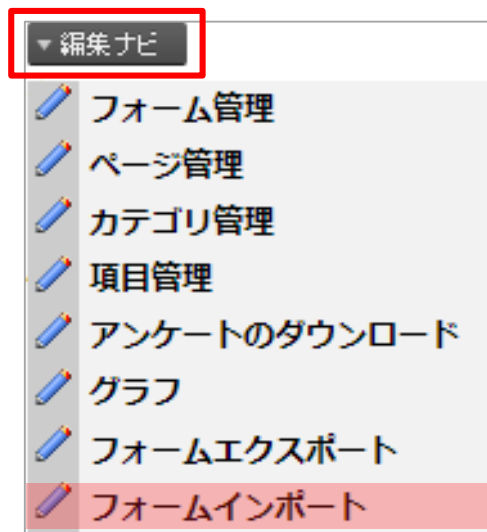 編集ナビ
フォーム管理
ページ管理
カテゴリ管理
項目管理
アンケートのダウンロード
グラフ
フォームエクスポート
フォームインポート